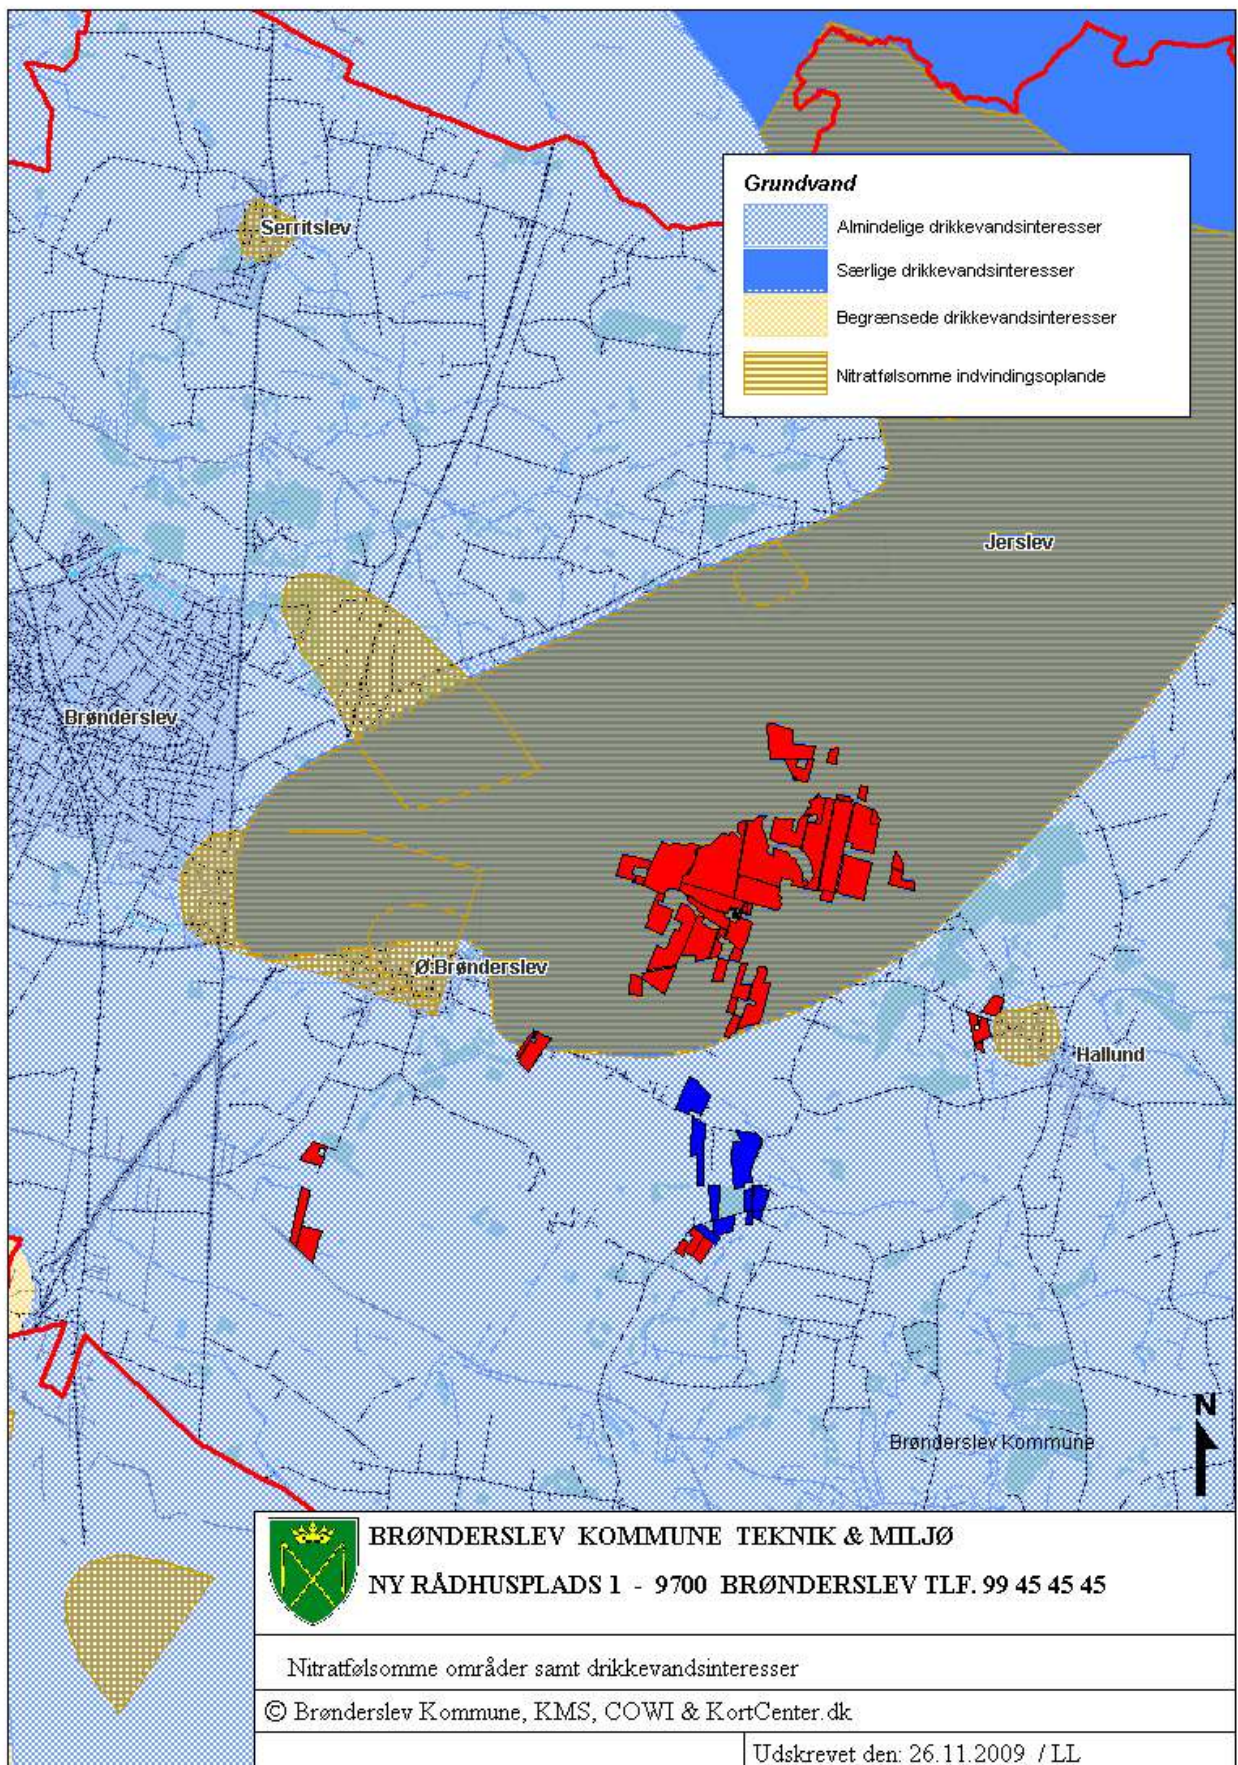 Grundvand
Almindelige drikkevandsinteresser
Særlige drikkevandsinteresser
Begrænsede drikkevandsinteresser
Nitratfølsomme indvindingsoplande
Serritslev
Jerslev
Brønderslev
Ø.Brønderslev
Hallund
N
Brønderslev Kommune
BRØNDERSLEV KOMMUNE TEKNIK & MILJØ
NY RÅDHUSPLADS 1 - 9700 BRØNDERSLEV TLF. 99 45 45 45
Nitratfølsomme områder samt drikkevandsinteresser
© Brønderslev Kommune, KMS, COWI & KortCenter.dk
Udskrevet den: 26.11.2009 / LL